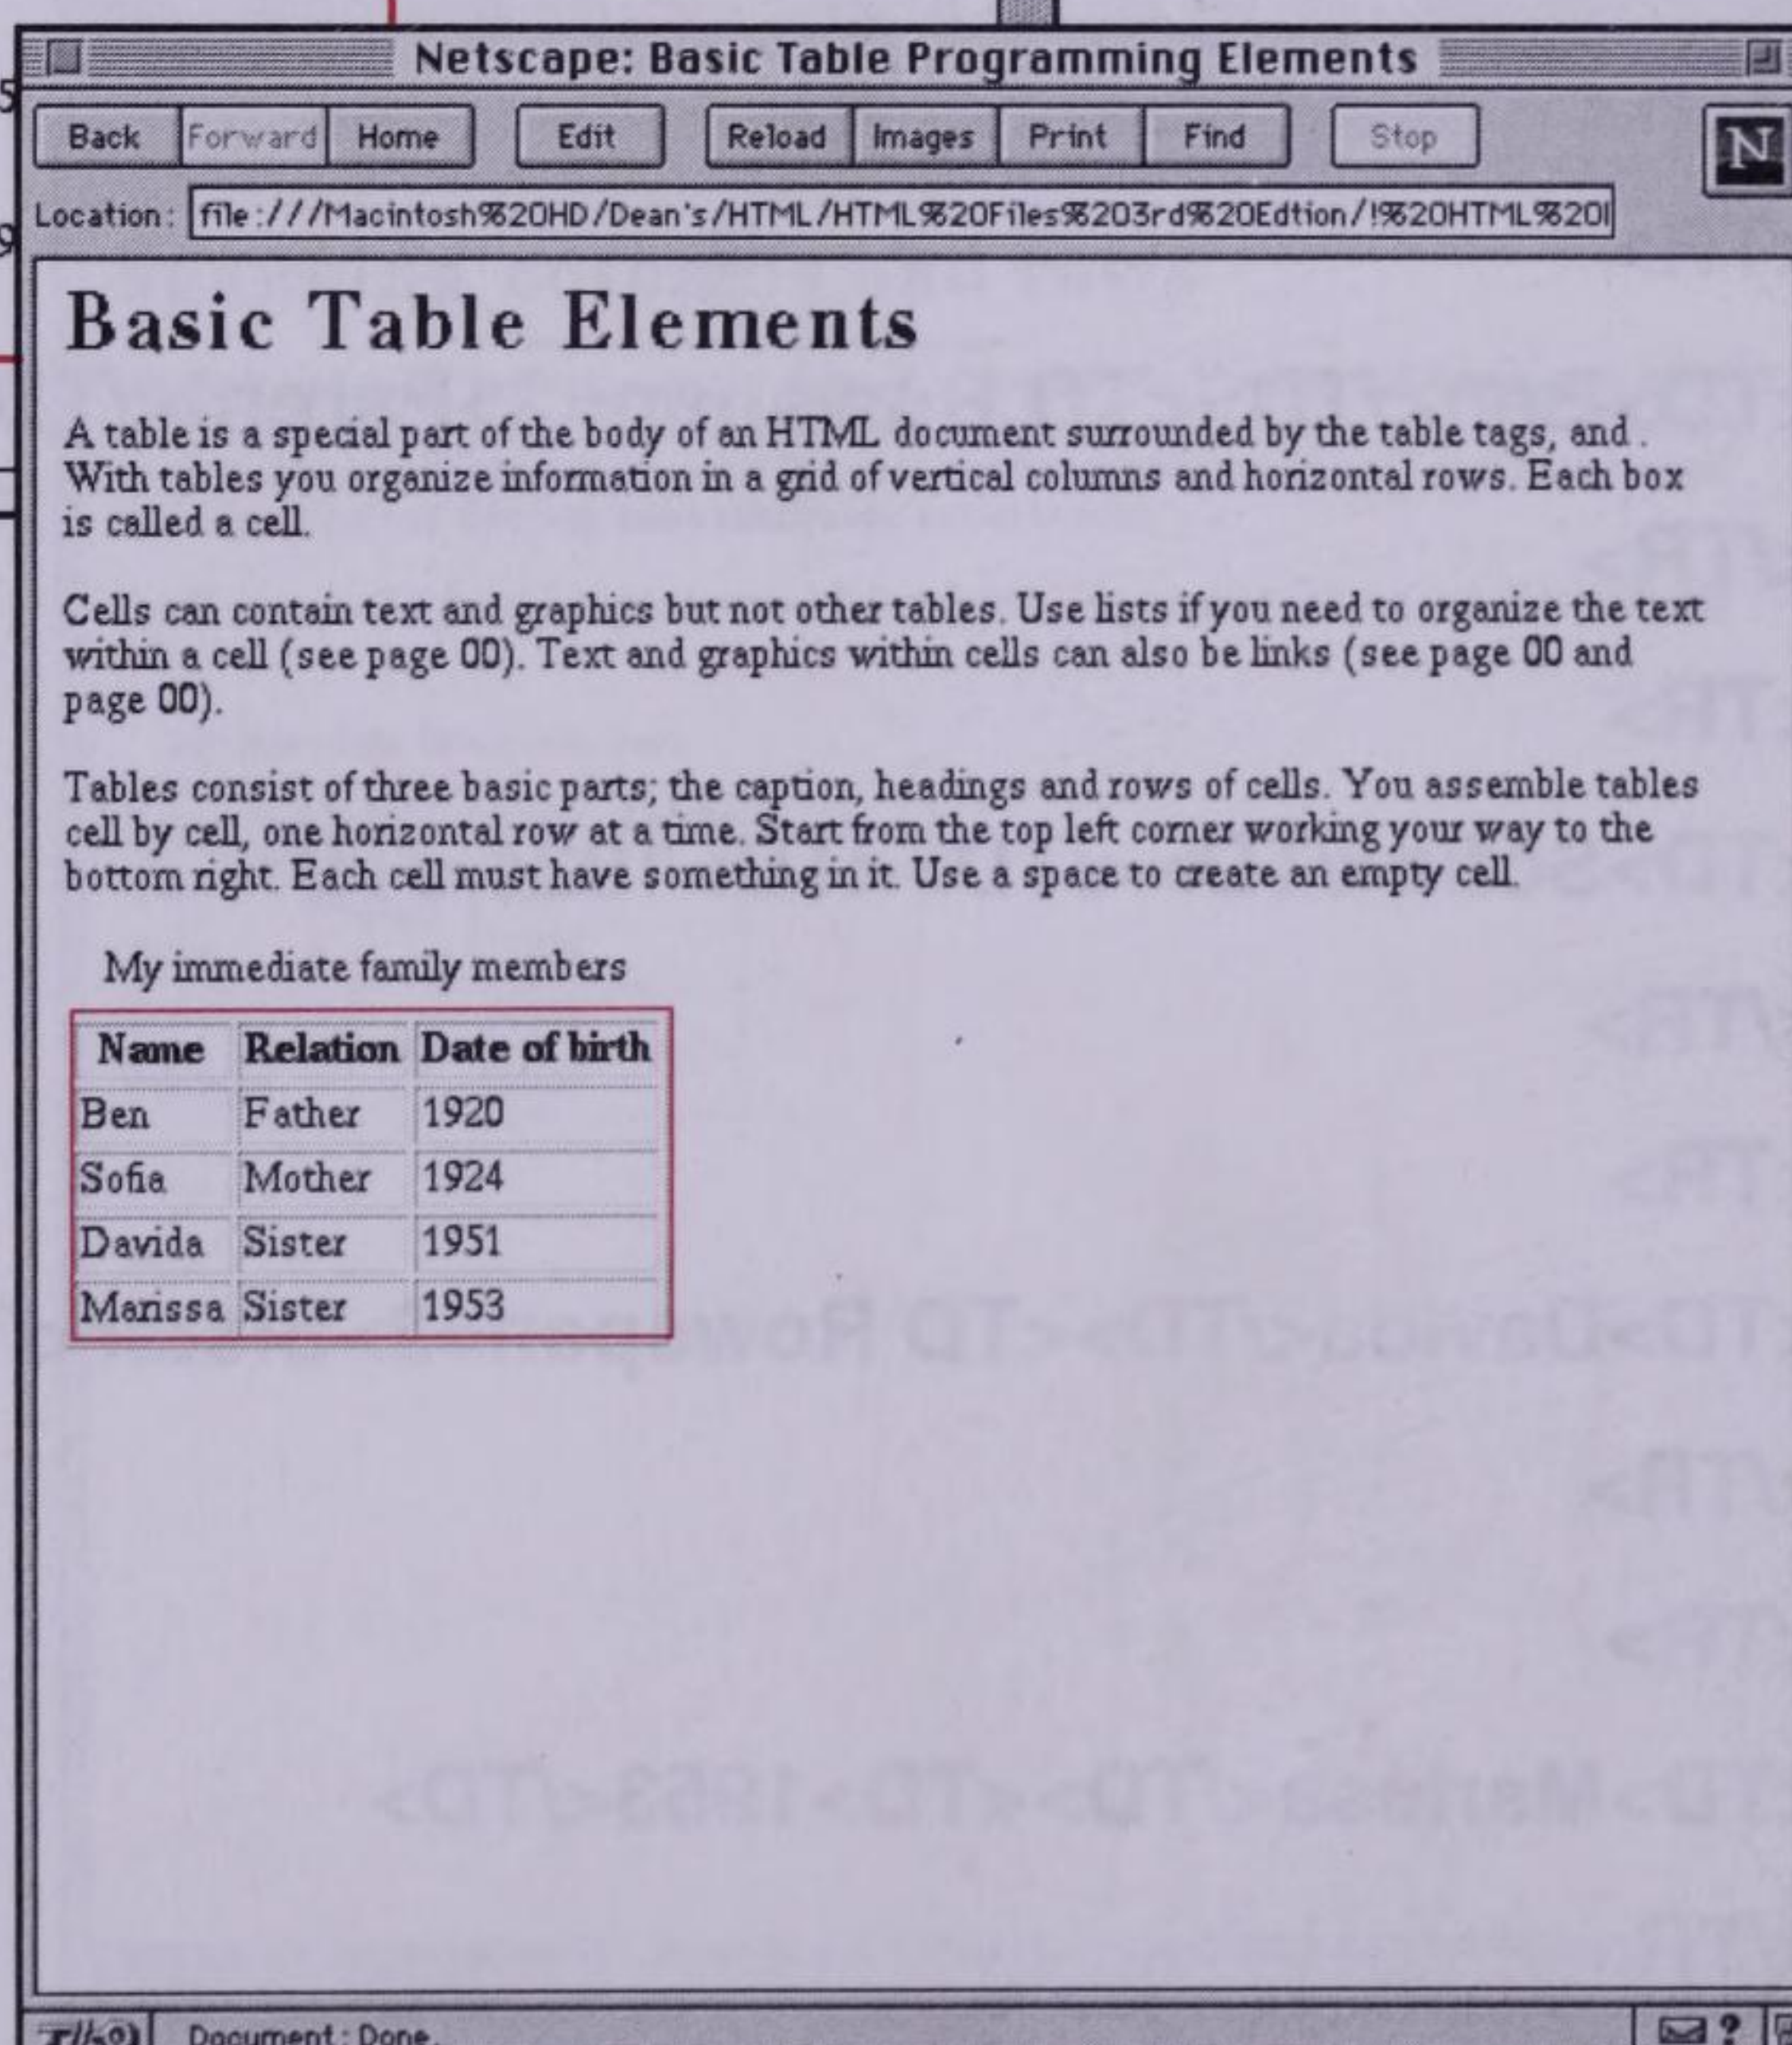 Netscape: Basic Table Programming Elements
Back Forward Home Edit Reload Images Print Find Stop N
Location: file:///Macintosh%20HD/Dean's/HTML/HTML%20Files%203rd%20Edtion/!%20HTML%20I
Basic Table Elements
A table is a special part of the body of an HTML document surrounded by the table tags, and .
With tables you organize information in a grid of vertical columns and horizontal rows. Each box
is called a cell.
Cells can contain text and graphics but not other tables. Use lists if you need to organize the text
within a cell (see page 00). Text and graphics within cells can also be links (see page 00 and
page 00).
Tables consist of three basic parts; the caption, headings and rows of cells. You assemble tables
cell by cell, one horizontal row at a time. Start from the top left corner working your way to the
bottom right. Each cell must have something in it. Use a space to create an empty cell.
My immediate family members
Name Relation Date of birth
Ben Father 1920
Sofia Mother 1924
Davida Sister 1951
Marissa Sister 1953
Document: Done. ?